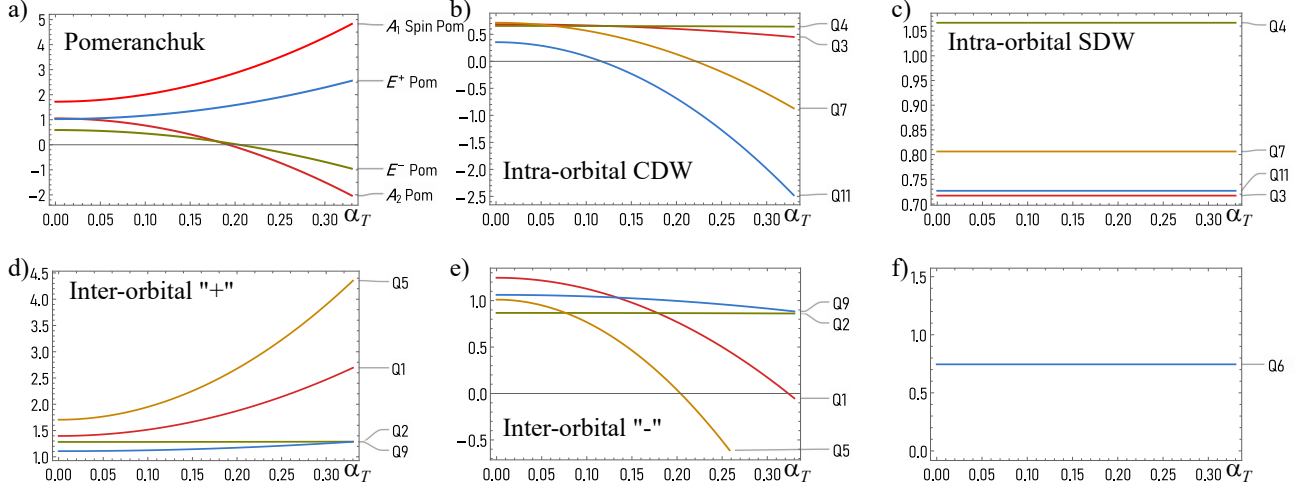 a)
Pomeranchuk
5
4
3
2
1
0
−1
−2
0.00 0.05 0.10 0.15 0.20 0.25 0.30 α_T
A₁ Spin Pom
E⁺ Pom
E⁻ Pom
A₂ Pom
b)
Intra-orbital CDW
0.5
0.0
−0.5
−1.0
−1.5
−2.0
−2.5
0.00 0.05 0.10 0.15 0.20 0.25 0.30 α_T
Q4
Q3
Q7
Q11
c)
Intra-orbital SDW
1.05
1.00
0.95
0.90
0.85
0.80
0.75
0.70
0.00 0.05 0.10 0.15 0.20 0.25 0.30 α_T
Q4
Q7
Q11
Q3
d)
Inter-orbital "+"
4.5
4.0
3.5
3.0
2.5
2.0
1.5
1.0
0.00 0.05 0.10 0.15 0.20 0.25 0.30 α_T
Q5
Q1
Q2
Q9
e)
Inter-orbital "-"
1.0
0.5
0.0
−0.5
0.00 0.05 0.10 0.15 0.20 0.25 0.30 α_T
Q9
Q2
Q1
Q5
f)
1.5
1.0
0.5
0.0
0.00 0.05 0.10 0.15 0.20 0.25 0.30 α_T
Q6